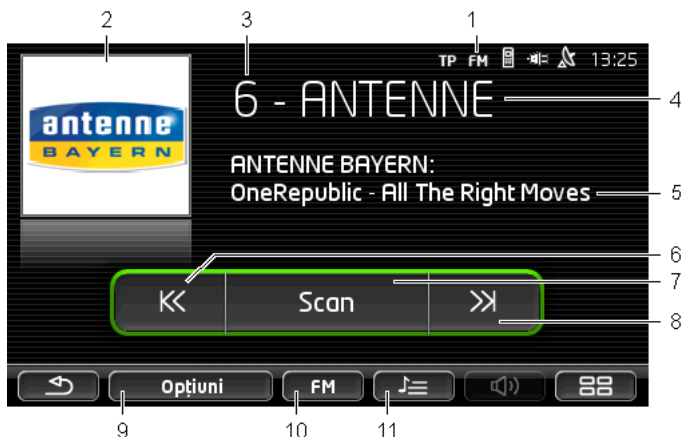 2 3 1
TP FM 13:25
6 - ANTENNE
4
antenne
BAYERN
ANTENNE BAYERN:
OneRepublic - All The Right Moves
5
6
7
Scan
8
Opțiuni FM
9 10 11